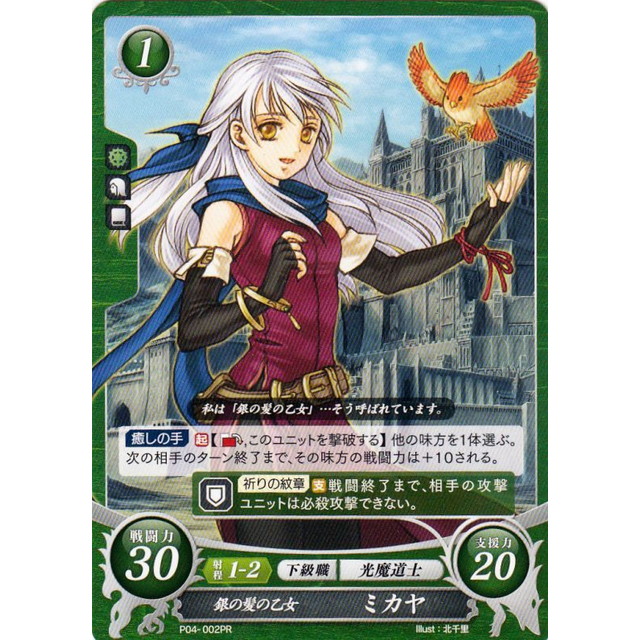 1
私は「銀の髪の乙女」…そう呼ばれています。
癒しの手 起【 ,このユニットを撃破する】他の味方を1体選ぶ。
次の相手のターン終了まで、その味方の戦闘力は+10される。
祈りの紋章 支 戦闘終了まで、相手の攻撃
ユニットは必殺攻撃できない。
戦闘力
30
射程 1-2 下級職 光魔道士
支援力
20
銀の髪の乙女 ミカヤ
P04-002PR Illust:北千里